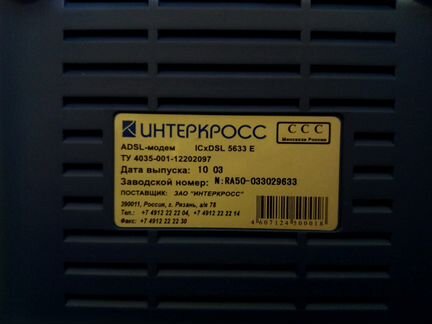 ИНТЕРКРОСС
ССС
Минсвязи России
ADSL-модем ICxDSL 5633 E
ТУ 4035-001-12202097
Дата выпуска: 10 03
Заводской номер: N:RA50-033029633
ПОСТАВЩИК: ЗАО "ИНТЕРКРОСС"
390011, Россия, г. Рязань, а/я 78
Тел.: +7 4912 22 22 04, +7 4912 22 22 14
Факс: +7 4912 22 22 30
4607124500018